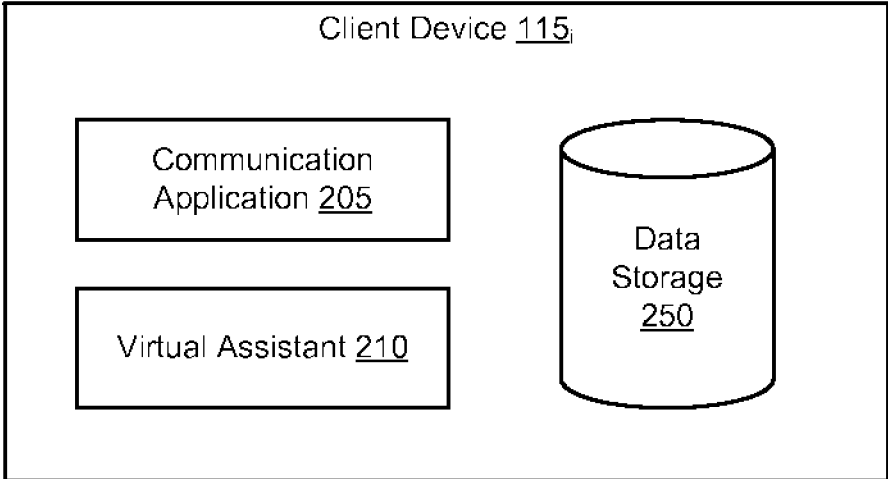 Client Device 115i
Communication
Application 205
Virtual Assistant 210
Data
Storage
250